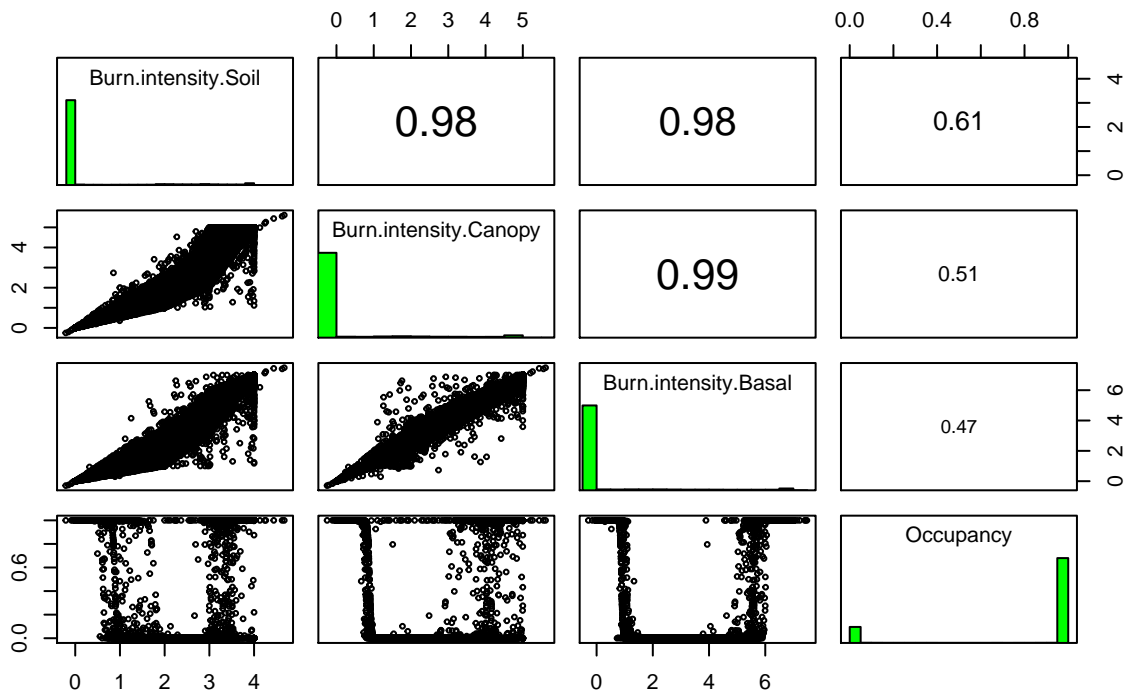 0 1 2 3 4 5
0.0 0.4 0.8
Burn.intensity.Soil
0.98
0.98
0.61
0 2 4
0 2 4
Burn.intensity.Canopy
0.99
0.51
Burn.intensity.Basal
0.47
0 2 4 6
0.0 0.6
Occupancy
0 1 2 3 4
0 2 4 6